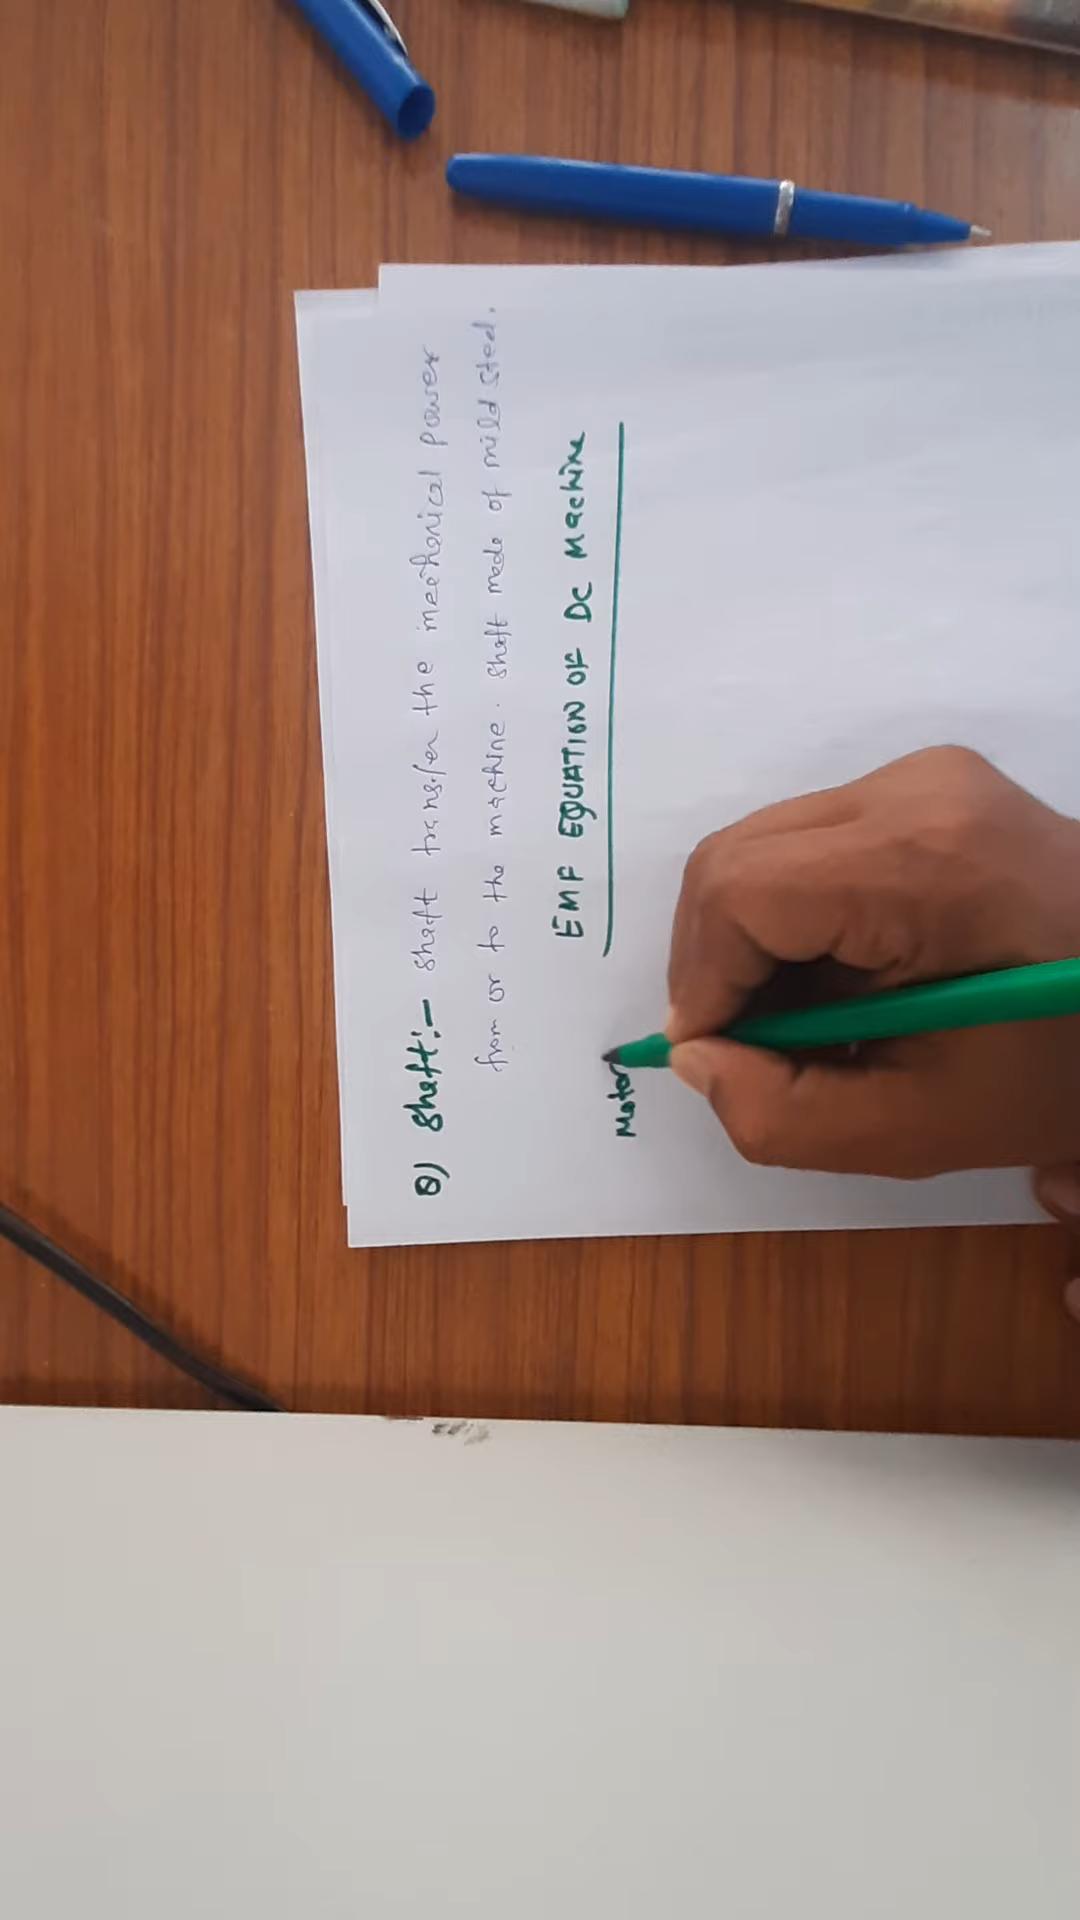 8) Shaft:- shaft transfer the mechanical power
from or to the machine. shaft made of mild steel.
EMF EQUATION OF DC Machine
Motor